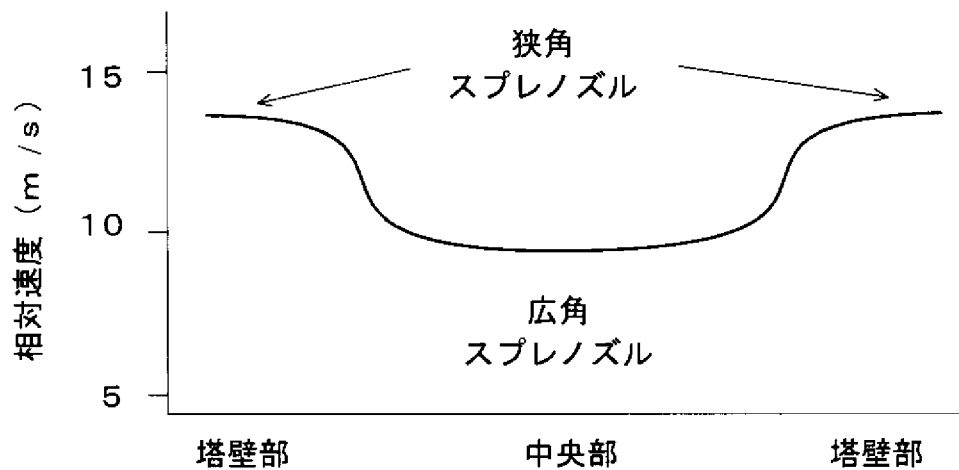 狭角
スプレノズル
15
10
5
相対速度（m/s）
広角
スプレノズル
塔壁部
中央部
塔壁部